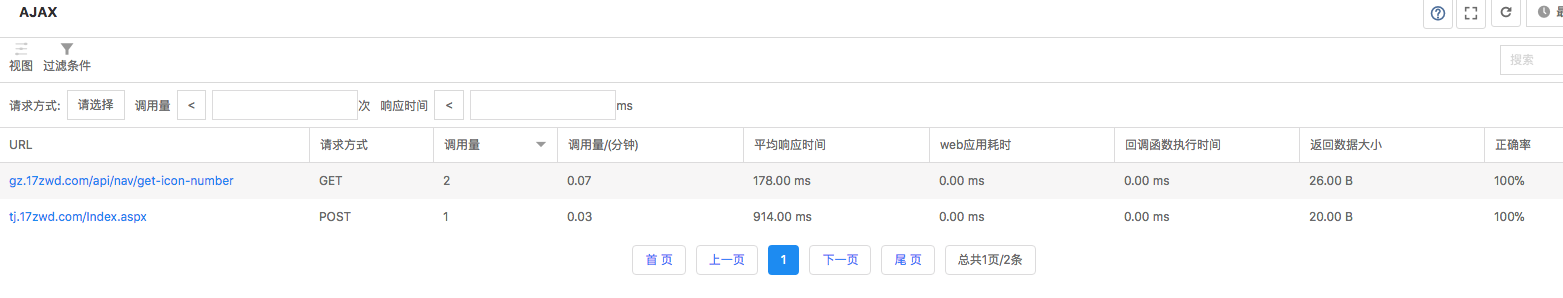 AJAX
视图 过滤条件
搜索
请求方式: 请选择 调用量 < 次 响应时间 < ms
URL 请求方式 调用量 调用量/(分钟) 平均响应时间 web应用耗时 回调函数执行时间 返回数据大小 正确率
gz.17zwd.com/api/nav/get-icon-number GET 2 0.07 178.00 ms 0.00 ms 0.00 ms 26.00 B 100%
tj.17zwd.com/Index.aspx POST 1 0.03 914.00 ms 0.00 ms 0.00 ms 20.00 B 100%
首 页 上一页 1 下一页 尾 页 总共1页/2条